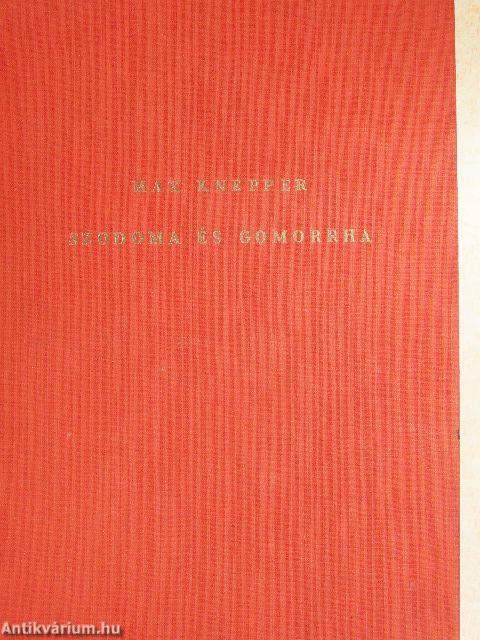 MAX KNEPPER
SZODOMA ÉS GOMORRHA
Antikvárium.hu